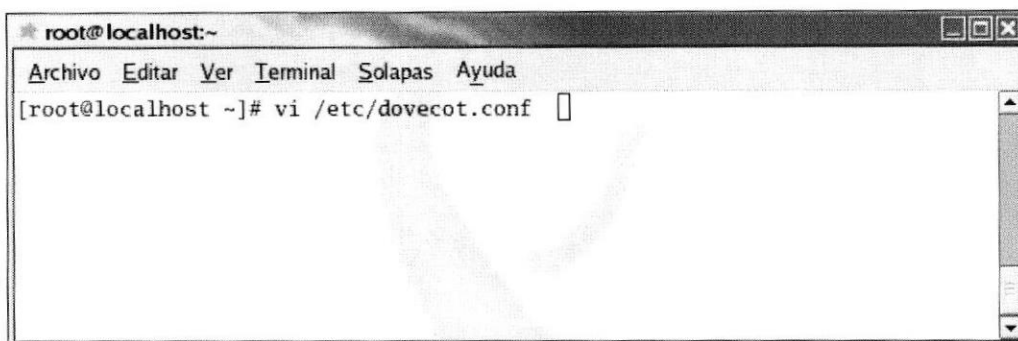 root@localhost:~
Archivo Editar Ver Terminal Solapas Ayuda
[root@localhost ~]# vi /etc/dovecot.conf